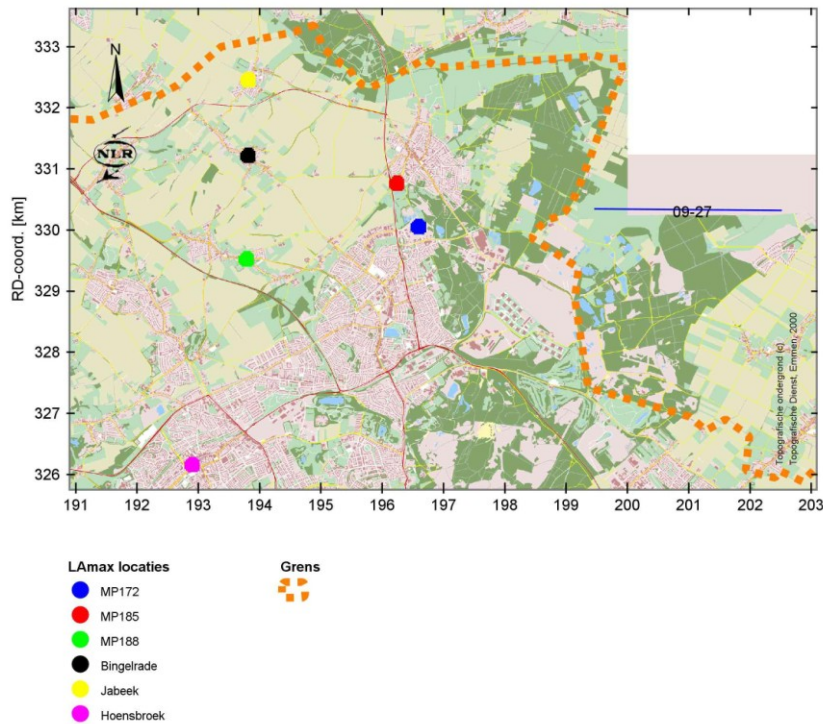 333
332
331
330
329
328
327
326
RD-coord. [km]
N
NLR
09-27
Topografische ondergrond (c)
Topografische Dienst, Emmen, 2000
191 192 193 194 195 196 197 198 199 200 201 202 203
LAmax locaties
MP172
MP185
MP188
Bingelrade
Jabeek
Hoensbroek
Grens